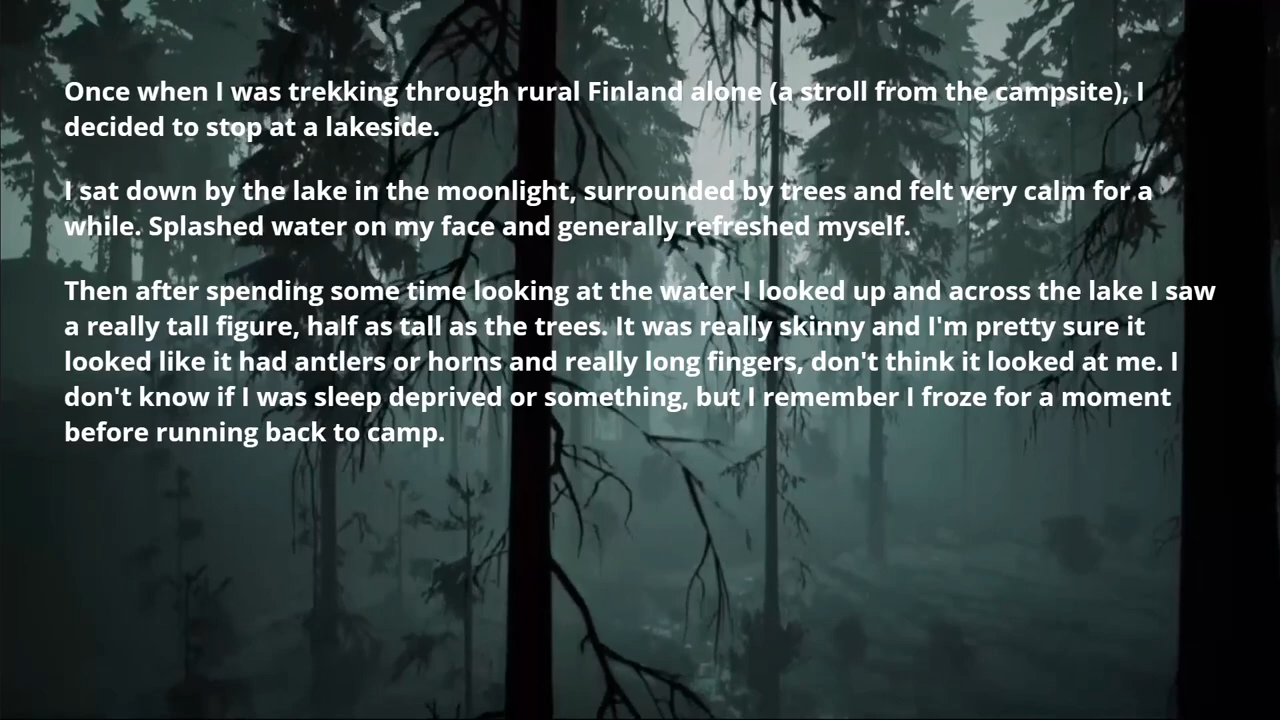 Once when I was trekking through rural Finland alone (a stroll from the campsite), I
decided to stop at a lakeside.
I sat down by the lake in the moonlight, surrounded by trees and felt very calm for a
while. Splashed water on my face and generally refreshed myself.
Then after spending some time looking at the water I looked up and across the lake I saw
a really tall figure, half as tall as the trees. It was really skinny and I'm pretty sure it
looked like it had antlers or horns and really long fingers, don't think it looked at me. I
don't know if I was sleep deprived or something, but I remember I froze for a moment
before running back to camp.